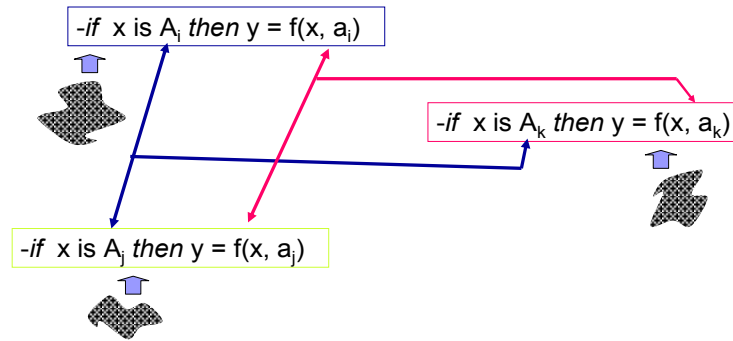 -if x is Aᵢ then y = f(x, aᵢ)
-if x is Aₖ then y = f(x, aₖ)
-if x is Aⱼ then y = f(x, aⱼ)